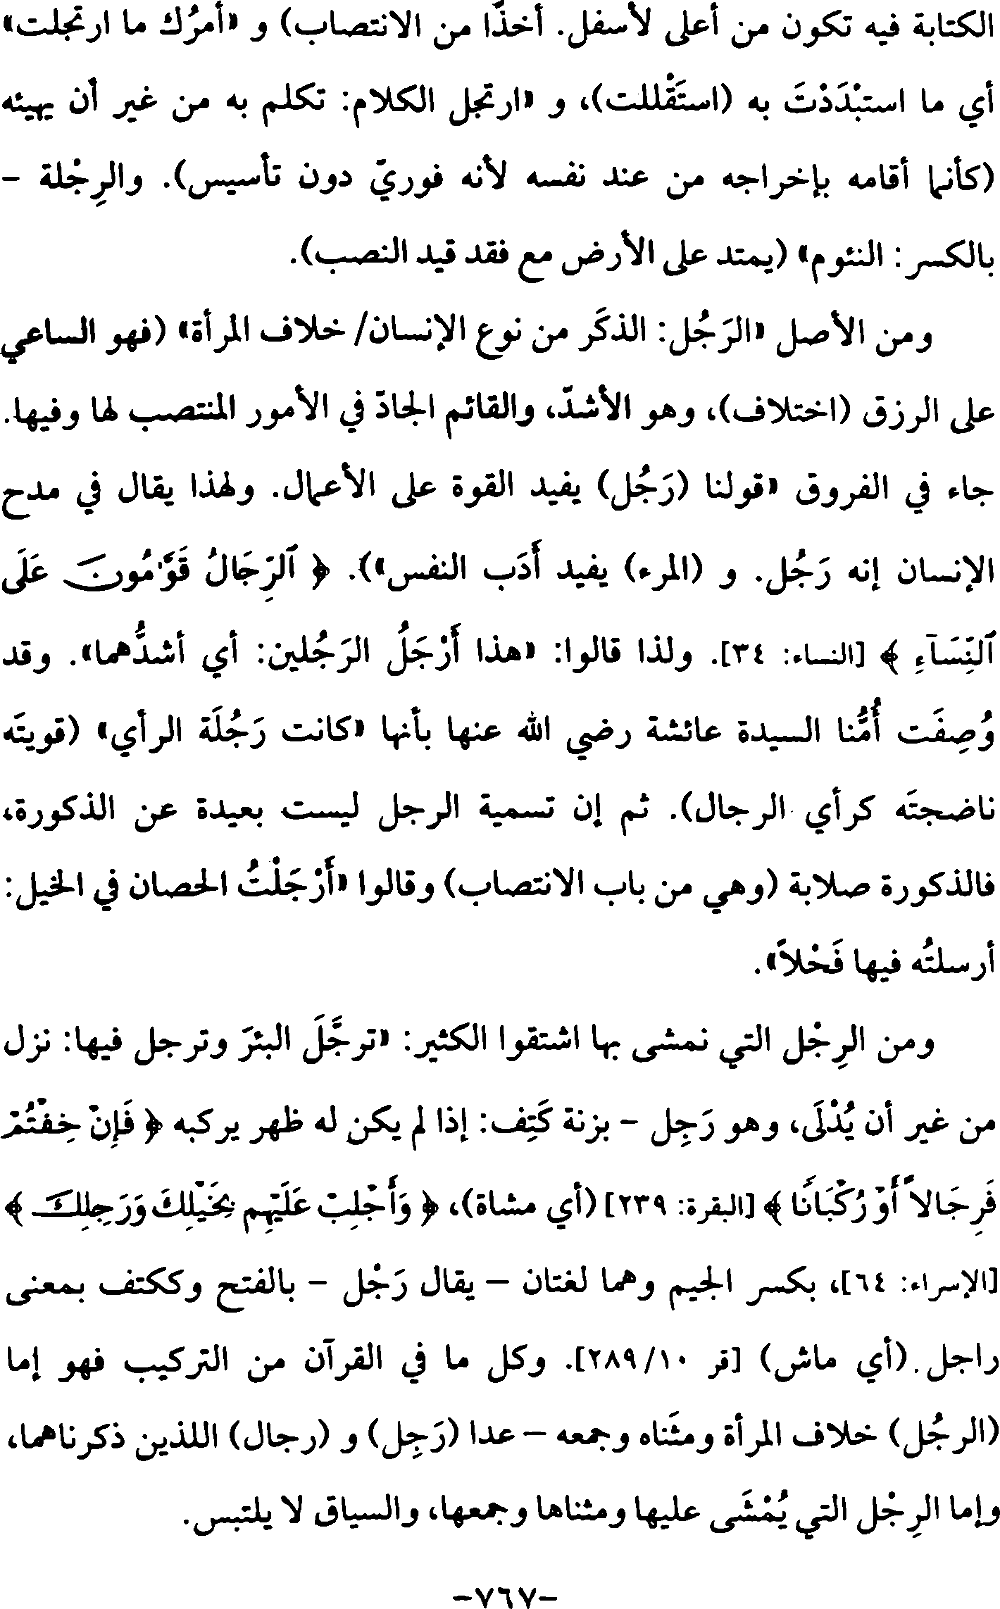 الكتابة فيه تكون من أعلى لأسفل. أخذًا من الانتصاب) و «أمرُك ما ارتجلت»
أي ما استبْدَدْتَ به (استَقْللت)، و «ارتجل الكلام: تكلم به من غير أن يهيئه
(كأنما أقامه بإخراجه من عند نفسه لأنه فوريّ دون تأسيس). والرِجْلة –
بالكسر: النئوم» (يمتد على الأرض مع فقد قيد النصب).
ومن الأصل «الرَجُل: الذكَر من نوع الإنسان/ خلاف المرأة» (فهو الساعي
على الرزق (اختلاف)، وهو الأشدّ، والقائم الجادّ في الأمور المنتصب لها وفيها.
جاء في الفروق «قولنا (رَجُل) يفيد القوة على الأعمال. ولهذا يقال في مدح
الإنسان إنه رَجُل. و (المرء) يفيد أَدَب النفس»). ﴿ ٱلرِّجَالُ قَوَّٰمُونَ عَلَى
ٱلنِّسَآءِ ﴾ [النساء: ٣٤]. ولذا قالوا: «هذا أَرْجَلُ الرَجُلين: أي أشدُّهما». وقد
وُصِفَت أُمُّنا السيدة عائشة رضي الله عنها بأنها «كانت رَجُلَة الرأي» (قويتَه
ناضجتَه كرأي الرجال). ثم إن تسمية الرجل ليست بعيدة عن الذكورة،
فالذكورة صلابة (وهي من باب الانتصاب) وقالوا «أَرْجَلْتُ الحصان في الخيل:
أرسلتُه فيها فَحْلاً».
ومن الرِجْل التي نمشى بها اشتقوا الكثير: «ترجَّلَ البئرَ وترجل فيها: نزل
من غير أن يُدْلَى، وهو رَجِل – بزنة كَتِف: إذا لم يكن له ظهر يركبه ﴿ فَإِنْ خِفْتُمْ
فَرِجَالاً أَوْ رُكْبَانًا ﴾ [البقرة: ٢٣٩] (أي مشاة)، ﴿ وَأَجْلِبْ عَلَيْهِم بِخَيْلِكَ وَرَجِلِكَ ﴾
[الإسراء: ٦٤]، بكسر الجيم وهما لغتان – يقال رَجْل – بالفتح وككتف بمعنى
راجل (أي ماش) [قر ١٠/ ٢٨٩]. وكل ما في القرآن من التركيب فهو إما
(الرجُل) خلاف المرأة ومثَناه وجمعه – عدا (رَجِل) و (رجال) اللذين ذكرناهما،
وإما الرِجْل التي يُمْشَى عليها ومثناها وجمعها، والسياق لا يلتبس.
-٧٦٧-